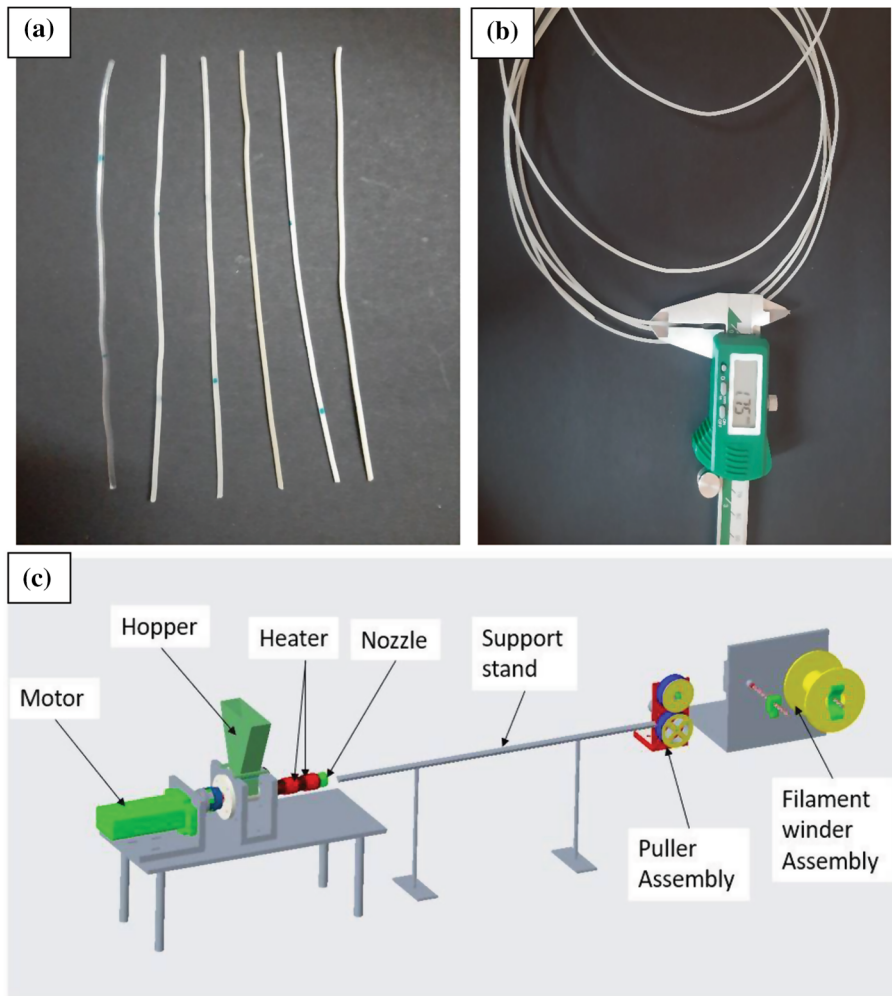 (a)
(b)
1.75
(c)
Hopper
Heater
Nozzle
Support
stand
Motor
Filament
winder
Assembly
Puller
Assembly